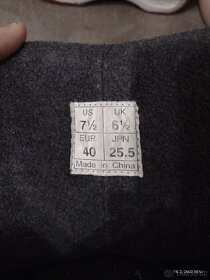 US UK
7½ 6½
EUR JPN
40 25.5
Made in China